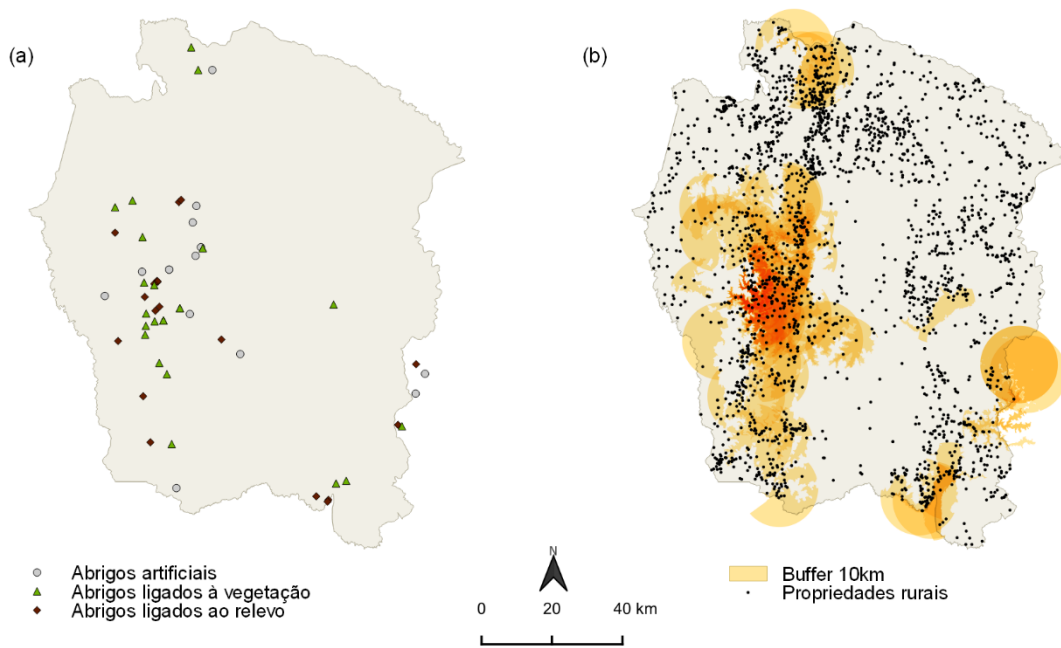 (a)
(b)
Abrigos artificiais
Abrigos ligados à vegetação
Abrigos ligados ao relevo
N
0 20 40 km
Buffer 10km
Propriedades rurais